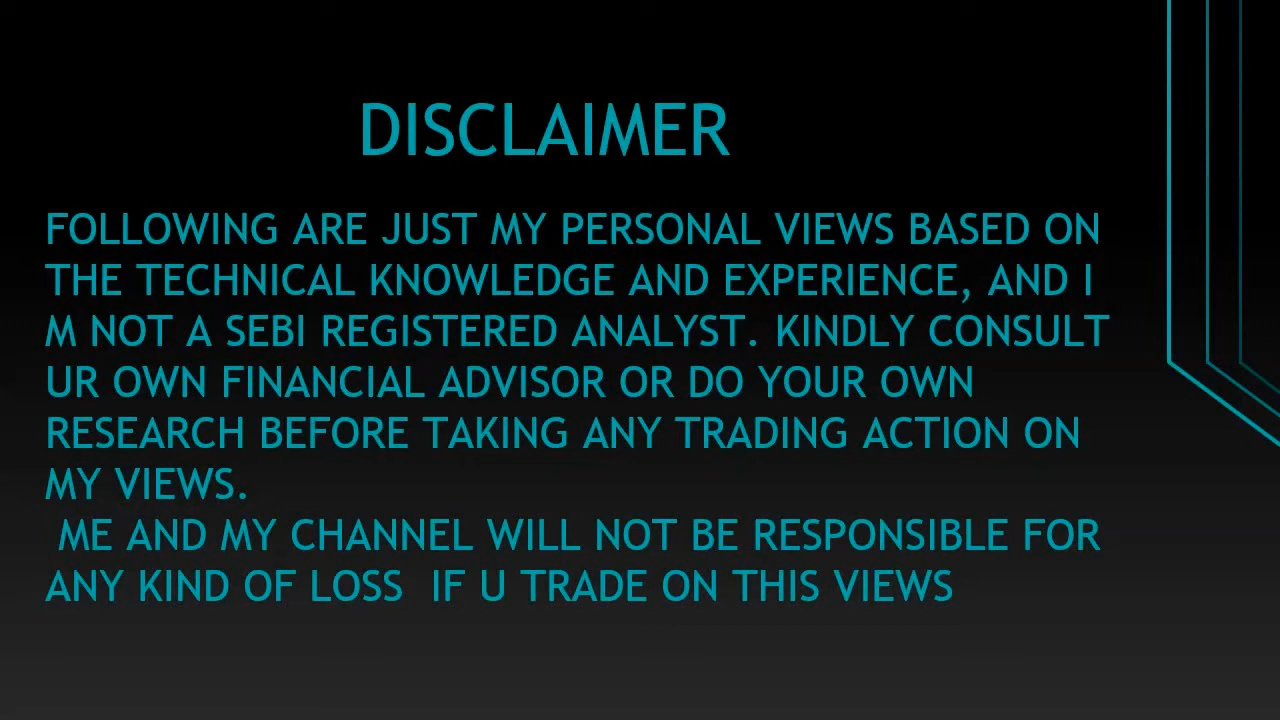 DISCLAIMER
FOLLOWING ARE JUST MY PERSONAL VIEWS BASED ON
THE TECHNICAL KNOWLEDGE AND EXPERIENCE, AND I
M NOT A SEBI REGISTERED ANALYST. KINDLY CONSULT
UR OWN FINANCIAL ADVISOR OR DO YOUR OWN
RESEARCH BEFORE TAKING ANY TRADING ACTION ON
MY VIEWS.
ME AND MY CHANNEL WILL NOT BE RESPONSIBLE FOR
ANY KIND OF LOSS  IF U TRADE ON THIS VIEWS